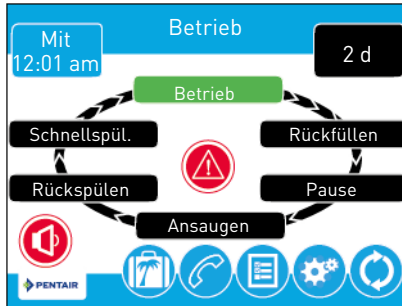 Mit
12:01 am
Betrieb
2 d
Betrieb
Schnellspül.
Rückfüllen
Rückspülen
Pause
Ansaugen
PENTAIR